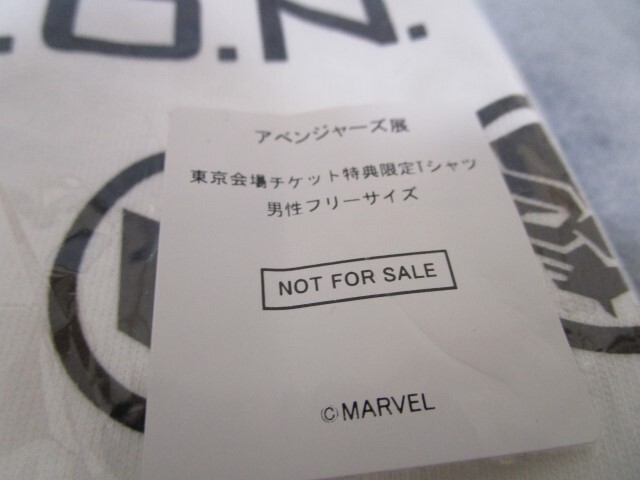 .G.N.
アベンジャーズ展
東京会場チケット特典限定Tシャツ
男性フリーサイズ
NOT FOR SALE
©MARVEL